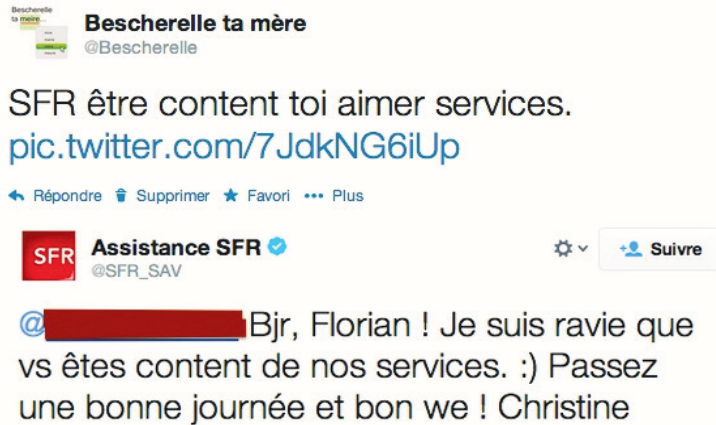 Bescherelle
ta meire...
Bescherelle ta mère
@Bescherelle
SFR être content toi aimer services.
pic.twitter.com/7JdkNG6iUp
Répondre Supprimer Favori Plus
SFR
Assistance SFR
@SFR_SAV
Suivre
@ Bjr, Florian ! Je suis ravie que
vs êtes content de nos services. :) Passez
une bonne journée et bon we ! Christine